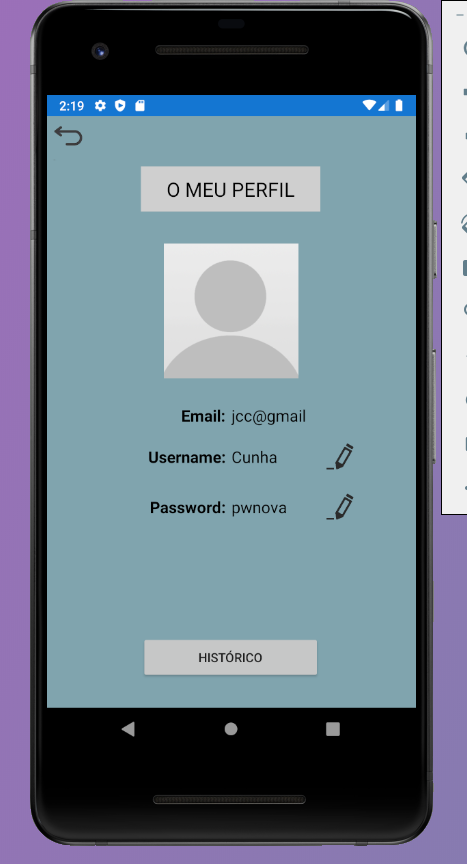 2:19
O MEU PERFIL
Email: jcc@gmail
Username: Cunha
Password: pwnova
HISTÓRICO